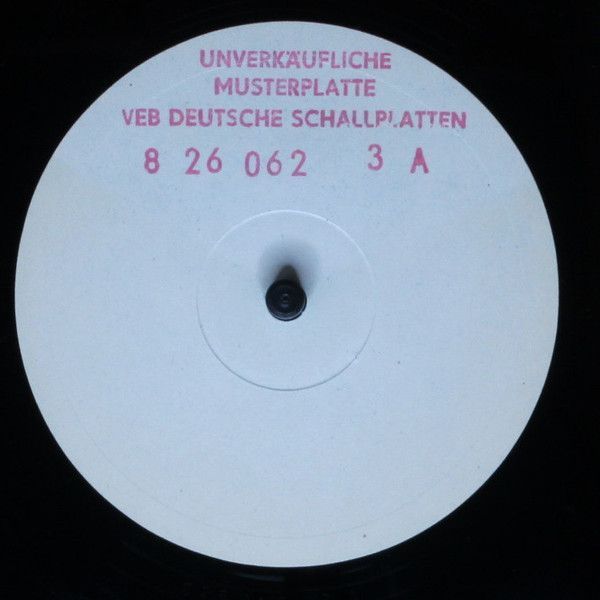 UNVERKÄUFLICHE
MUSTERPLATTE
VEB DEUTSCHE SCHALLPLATTEN
8 26 062 3 A